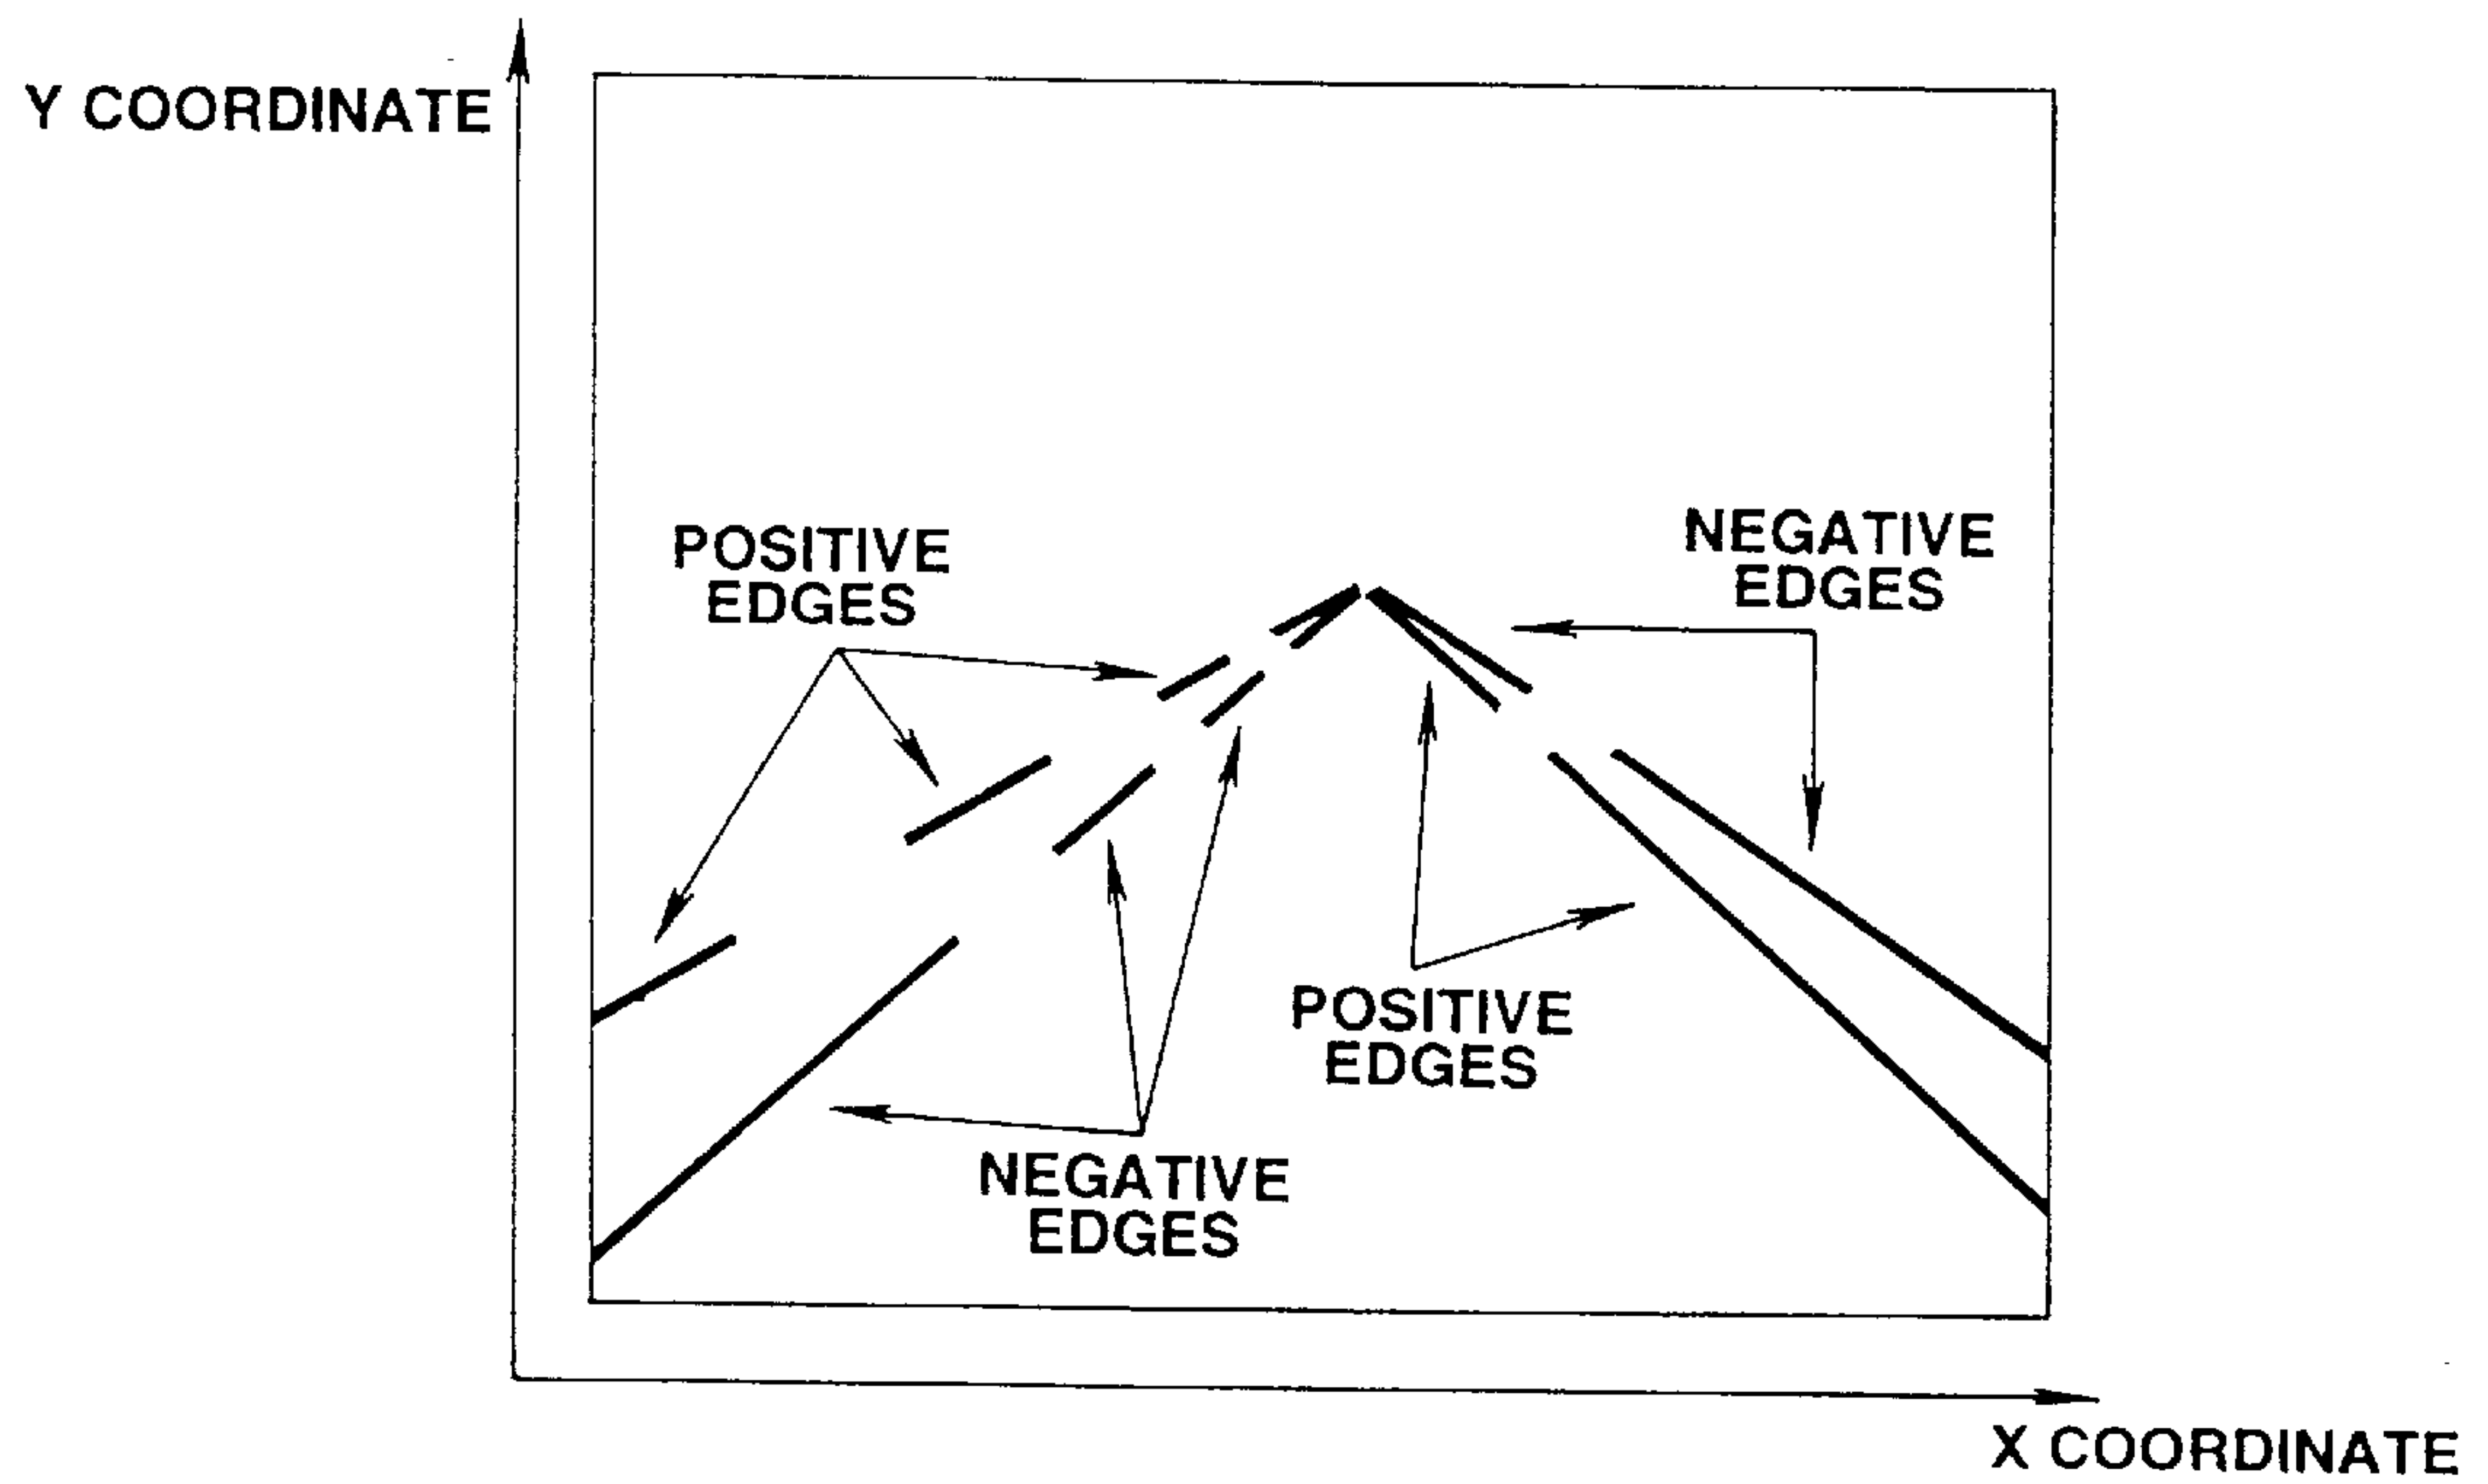 Y COORDINATE
POSITIVE
EDGES
NEGATIVE
EDGES
POSITIVE
EDGES
NEGATIVE
EDGES
X COORDINATE